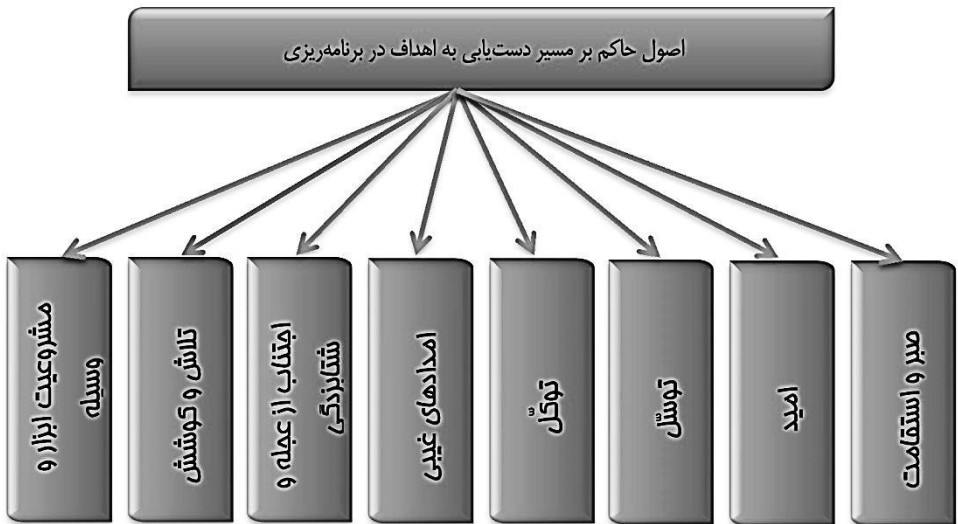 اصول حاکم بر مسیر دست‌یابی به اهداف در برنامه‌ریزی
صبر و استقامت
امید
توسّل
توکّل
امدادهای غیبی
اجتناب از عجله و
شتابزدگی
تلاش و کوشش
مشروعیت ابزار و
وسیله